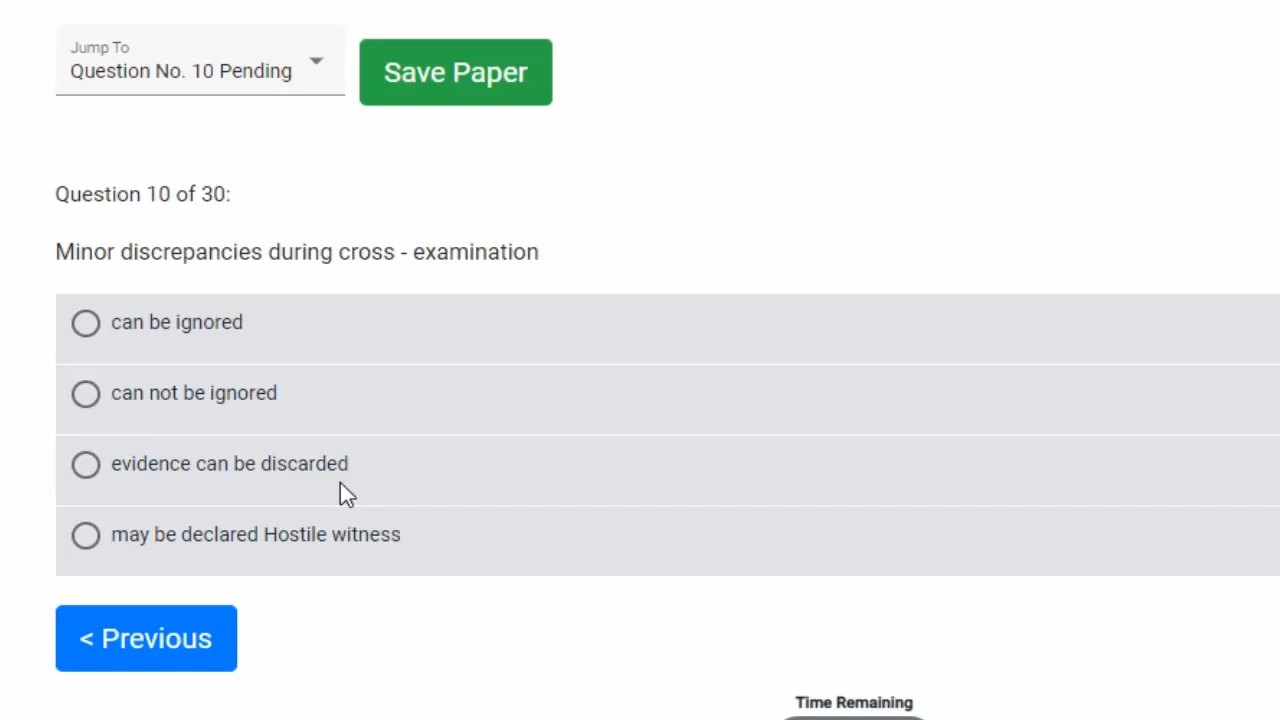 Jump To
Question No. 10 Pending
Save Paper
Question 10 of 30:
Minor discrepancies during cross - examination
can be ignored
can not be ignored
evidence can be discarded
may be declared Hostile witness
< Previous
Time Remaining